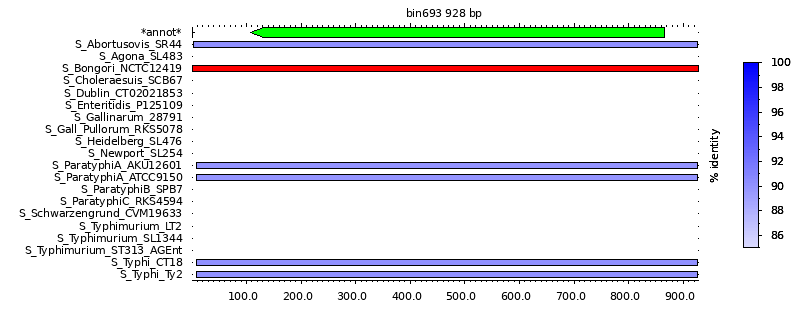 bin693 928 bp
*annot*
S_Abortusovis_SR44
S_Agona_SL483
S_Bongori_NCTC12419
S_Choleraesuis_SCB67
S_Dublin_CT02021853
S_Enteritidis_P125109
S_Gallinarum_28791
S_Gall_Pullorum_RKS5078
S_Heidelberg_SL476
S_Newport_SL254
S_ParatyphiA_AKU12601
S_ParatyphiA_ATCC9150
S_ParatyphiB_SPB7
S_ParatyphiC_RKS4594
S_Schwarzengrund_CVM19633
S_Typhimurium_LT2
S_Typhimurium_SL1344
S_Typhimurium_ST313_AGEnt
S_Typhi_CT18
S_Typhi_Ty2
100.0 200.0 300.0 400.0 500.0 600.0 700.0 800.0 900.0
% identity
100
98
96
94
92
90
88
86